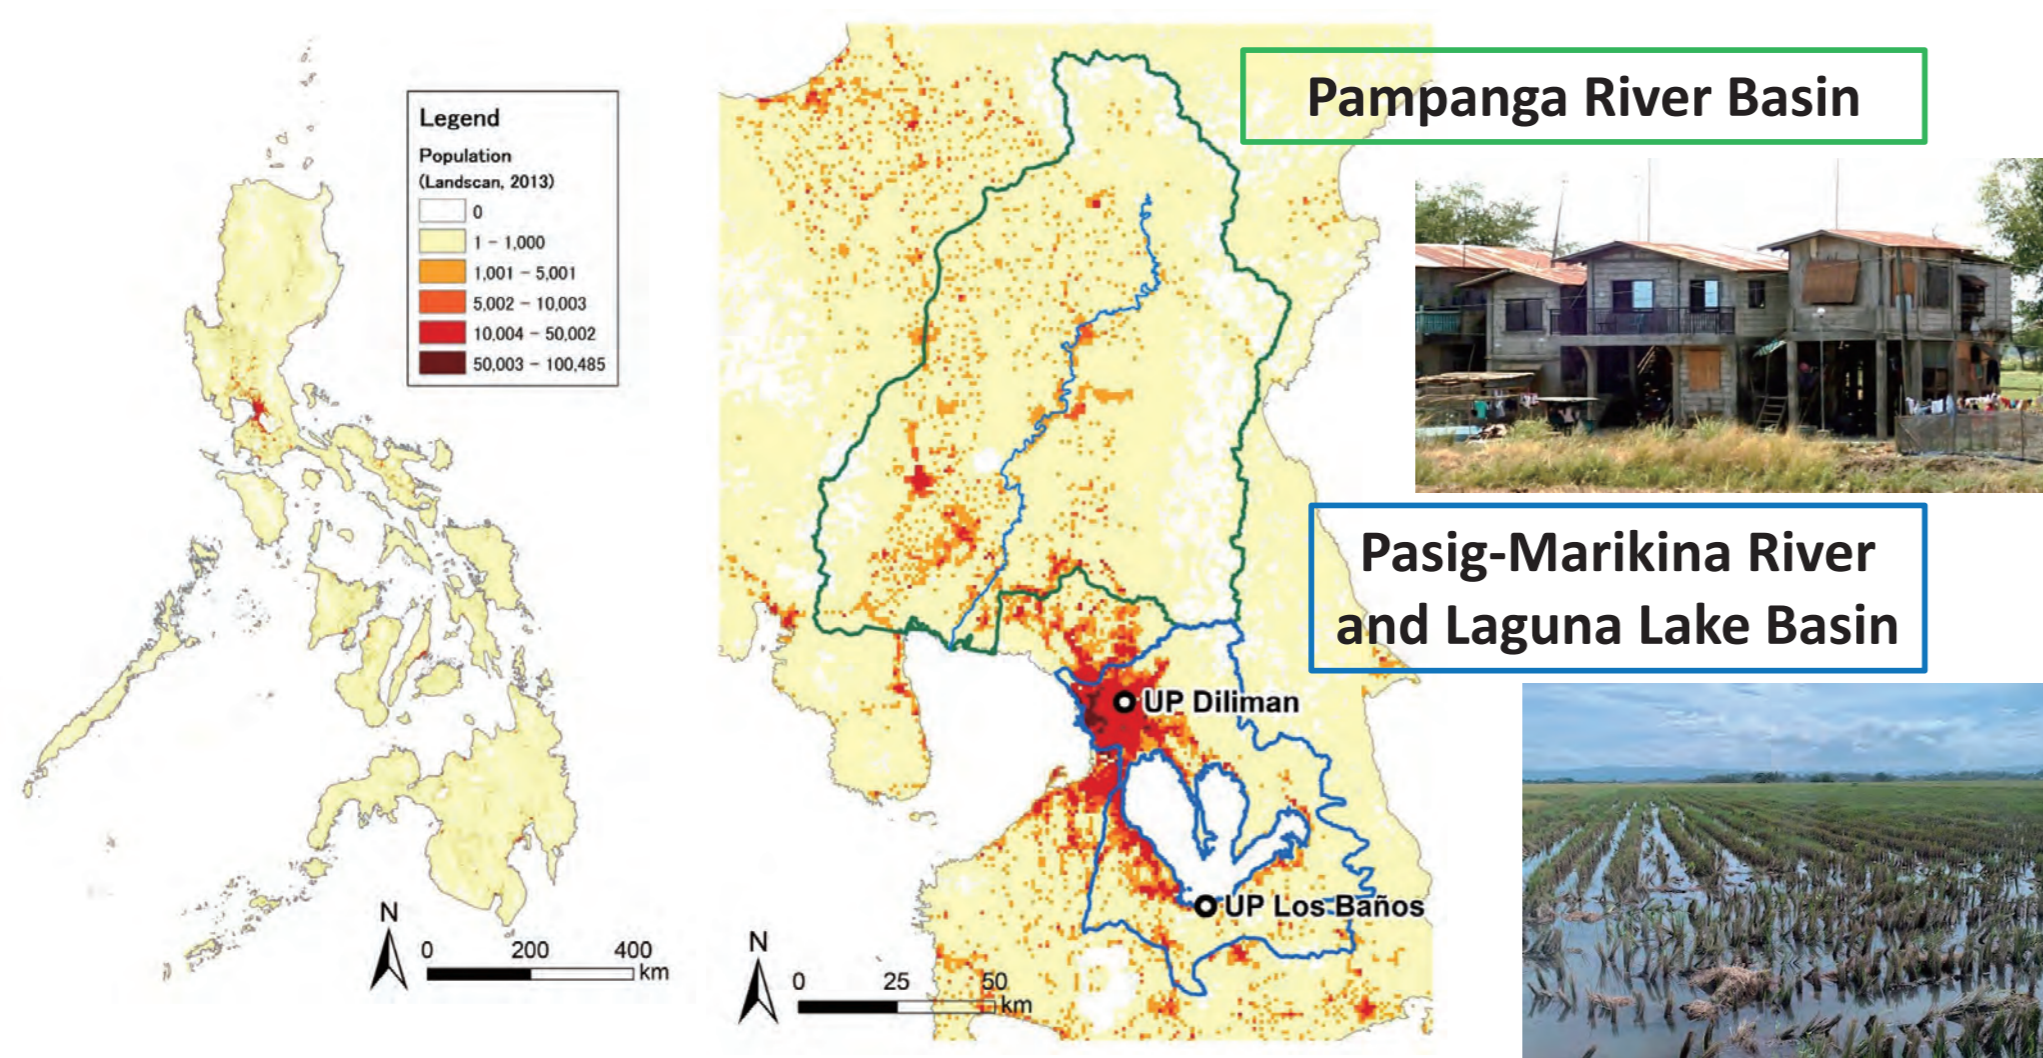 Legend
Population
(Landscan, 2013)
0
1 - 1,000
1,001 - 5,001
5,002 - 10,003
10,004 - 50,002
50,003 - 100,485
N
0 200 400
km
Pampanga River Basin
Pasig-Marikina River
and Laguna Lake Basin
UP Diliman
UP Los Baños
N
0 25 50
km